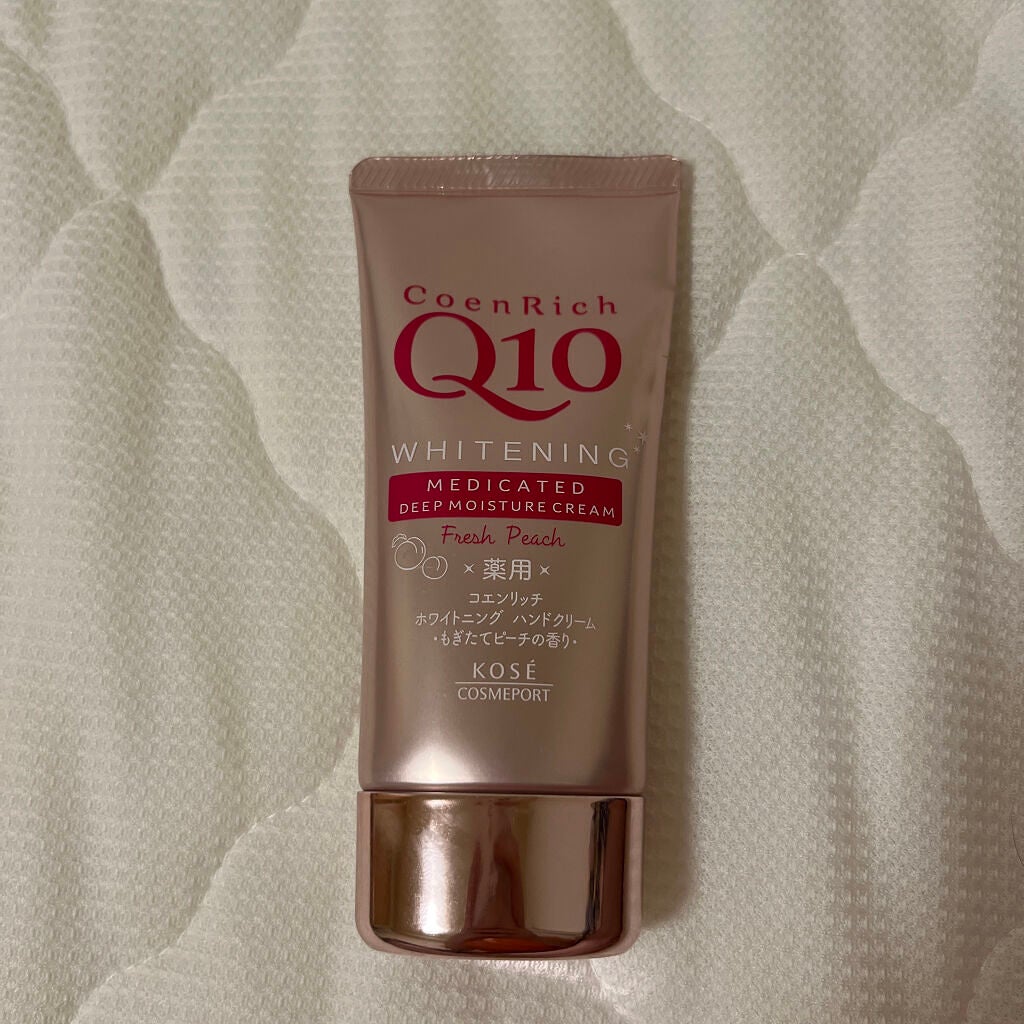 CoenRich
Q10
WHITENING
MEDICATED
DEEP MOISTURE CREAM
Fresh Peach
×薬用×
コエンリッチ
ホワイトニング ハンドクリーム
・もぎたてピーチの香り・
KOSÉ
COSMEPORT